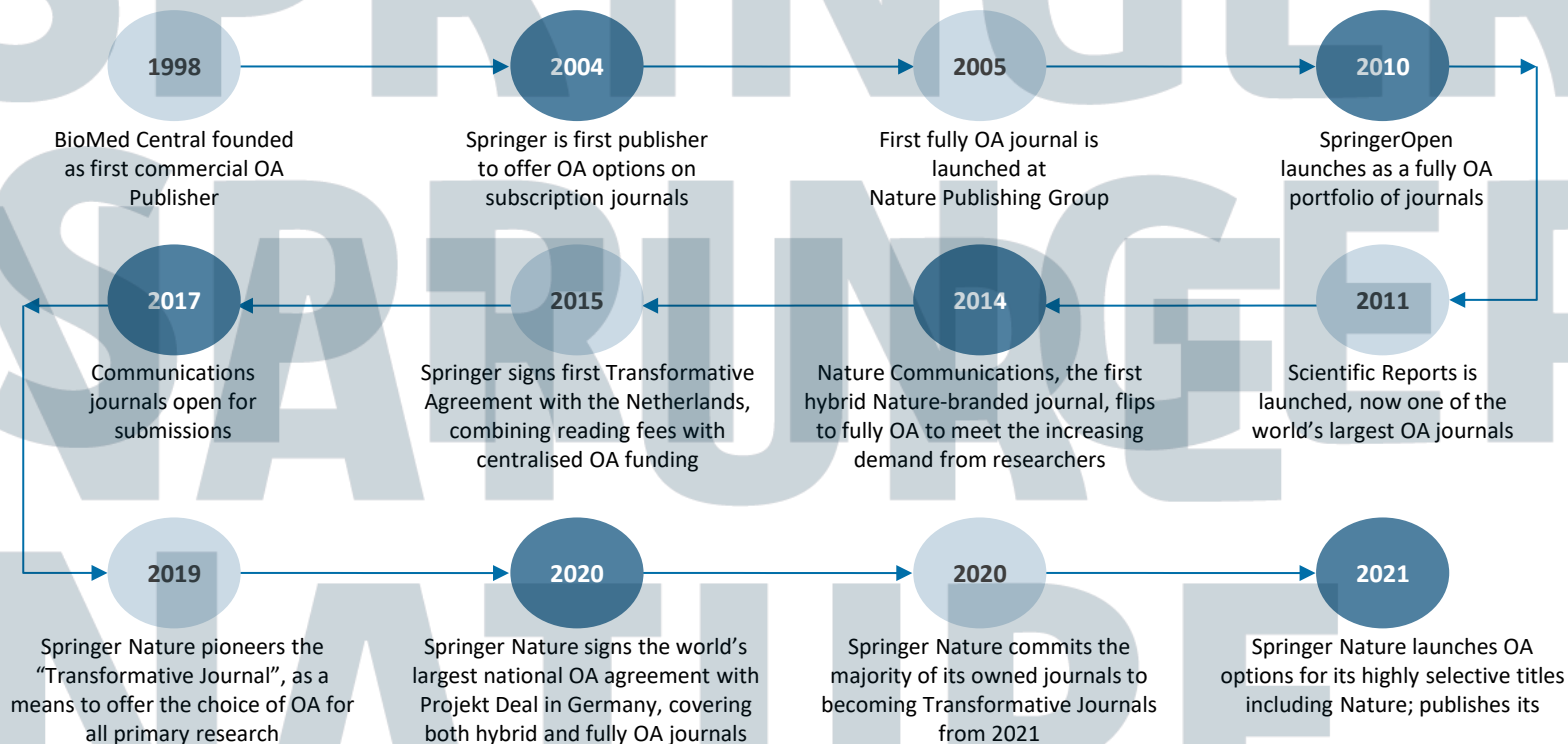 1998
BioMed Central founded
as first commercial OA
Publisher
2004
Springer is first publisher
to offer OA options on
subscription journals
2005
First fully OA journal is
launched at
Nature Publishing Group
2010
SpringerOpen
launches as a fully OA
portfolio of journals
2011
Scientific Reports is
launched, now one of the
world's largest OA journals
2014
Nature Communications, the first
hybrid Nature-branded journal, flips
to fully OA to meet the increasing
demand from researchers
2015
Springer signs first Transformative
Agreement with the Netherlands,
combining reading fees with
centralised OA funding
2017
Communications
journals open for
submissions
2019
Springer Nature pioneers the
“Transformative Journal”, as a
means to offer the choice of OA for
all primary research
2020
Springer Nature signs the world's
largest national OA agreement with
Projekt Deal in Germany, covering
both hybrid and fully OA journals
2020
Springer Nature commits the
majority of its owned journals to
becoming Transformative Journals
from 2021
2021
Springer Nature launches OA
options for its highly selective titles
including Nature; publishes its
SPRINGER
SPRINGER
NATURE
NATURE